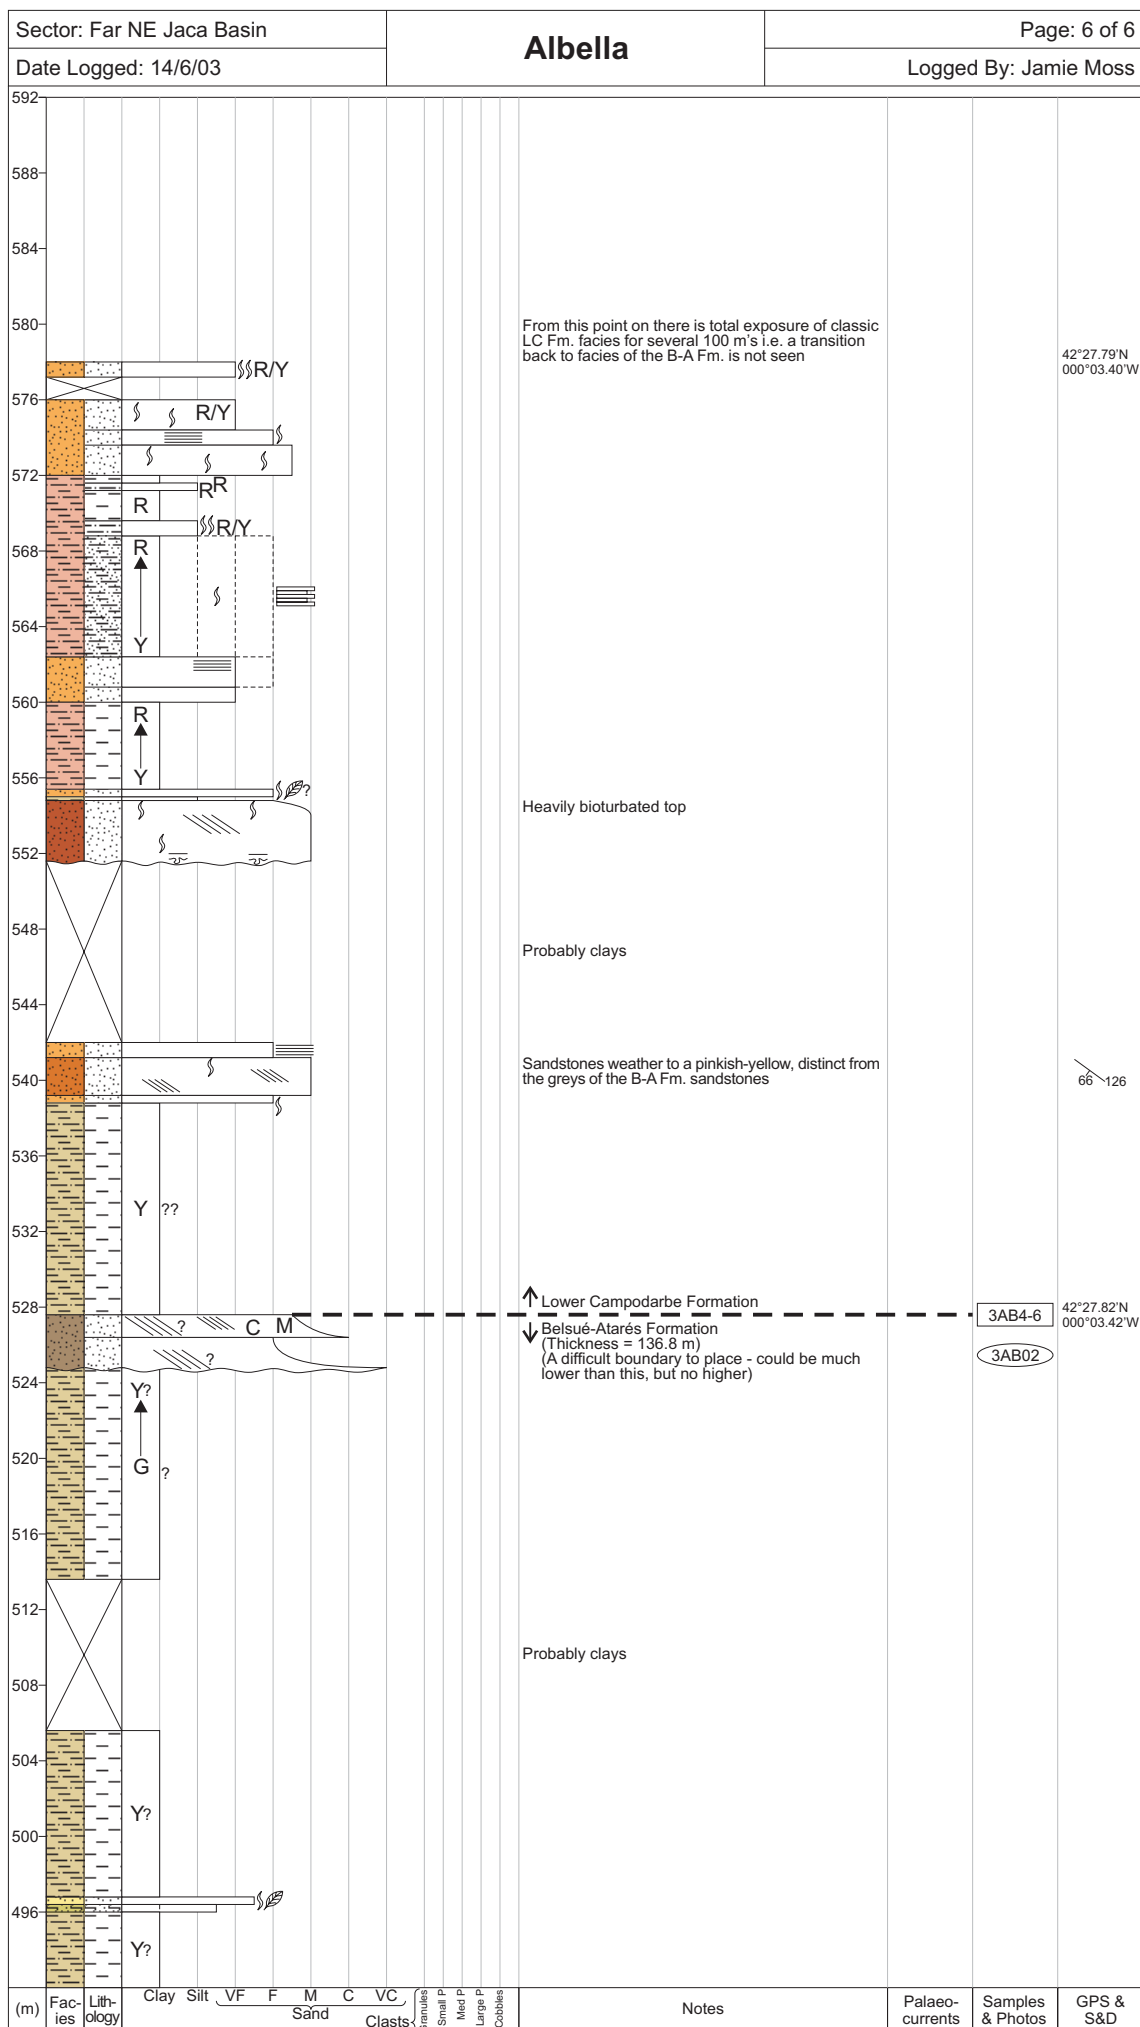 Sector: Far NE Jaca Basin
Date Logged: 14/6/03
Albella
Page: 6 of 6
Logged By: Jamie Moss
592
588
584
580
From this point on there is total exposure of classic
LC Fm. facies for several 100 m's i.e. a transition
back to facies of the B-A Fm. is not seen
42°27.79'N
000°03.40'W
R/Y
576
R/Y
572
R
R
R
R/Y
568
R
564
Y
560
R
556
Y
?
Heavily bioturbated top
552
548
Probably clays
544
Sandstones weather to a pinkish-yellow, distinct from
the greys of the B-A Fm. sandstones
540
66
126
536
Y ??
532
528
Lower Campodarbe Formation
3AB4-6
42°27.82'N
000°03.42'W
? C M
Belsué-Atarés Formation
(Thickness = 136.8 m)
(A difficult boundary to place - could be much
lower than this, but no higher)
3AB02
?
524
Y?
520
G ?
516
512
Probably clays
508
504
Y?
500
496
Y?
(m)
Fac-
ies
Lith-
ology
Clay Silt VF F M C VC
Sand
Clasts
Granules
Small P
Med P
Large P
Cobbles
Notes
Palaeo-
currents
Samples
& Photos
GPS &
S&D